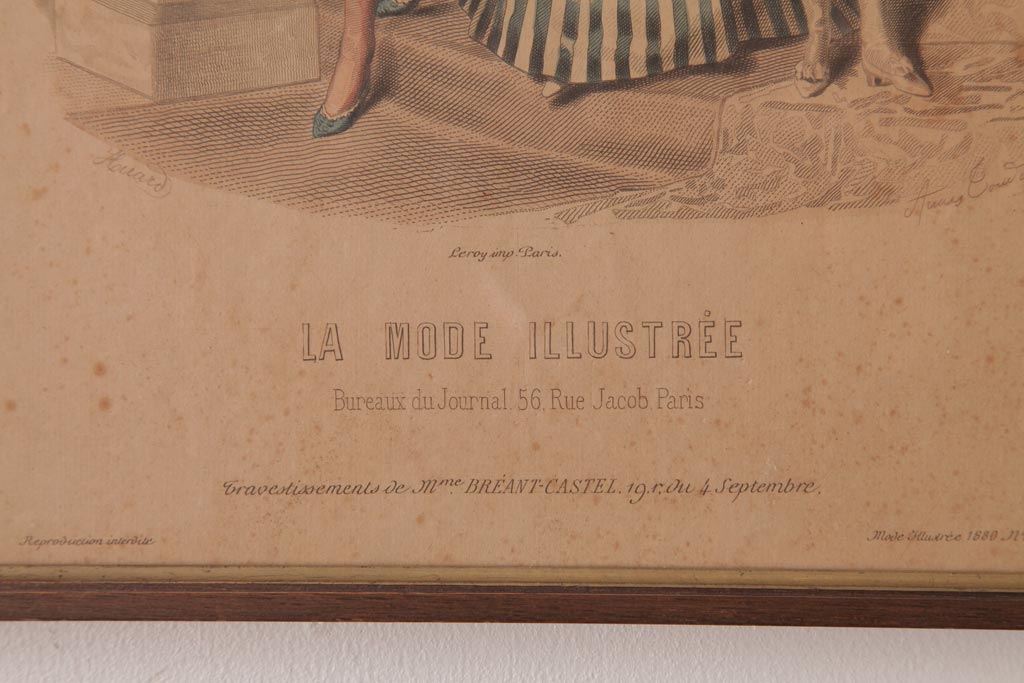 Huard
Leroy imp. Paris.
LA MODE ILLUSTRÉE
Bureaux du Journal, 56, Rue Jacob, Paris
Travestissements de Mme. BRÉANT-CASTEL. 19, r. du 4 Septembre,
Reproduction interdite
Mode Illustrée 1880 N